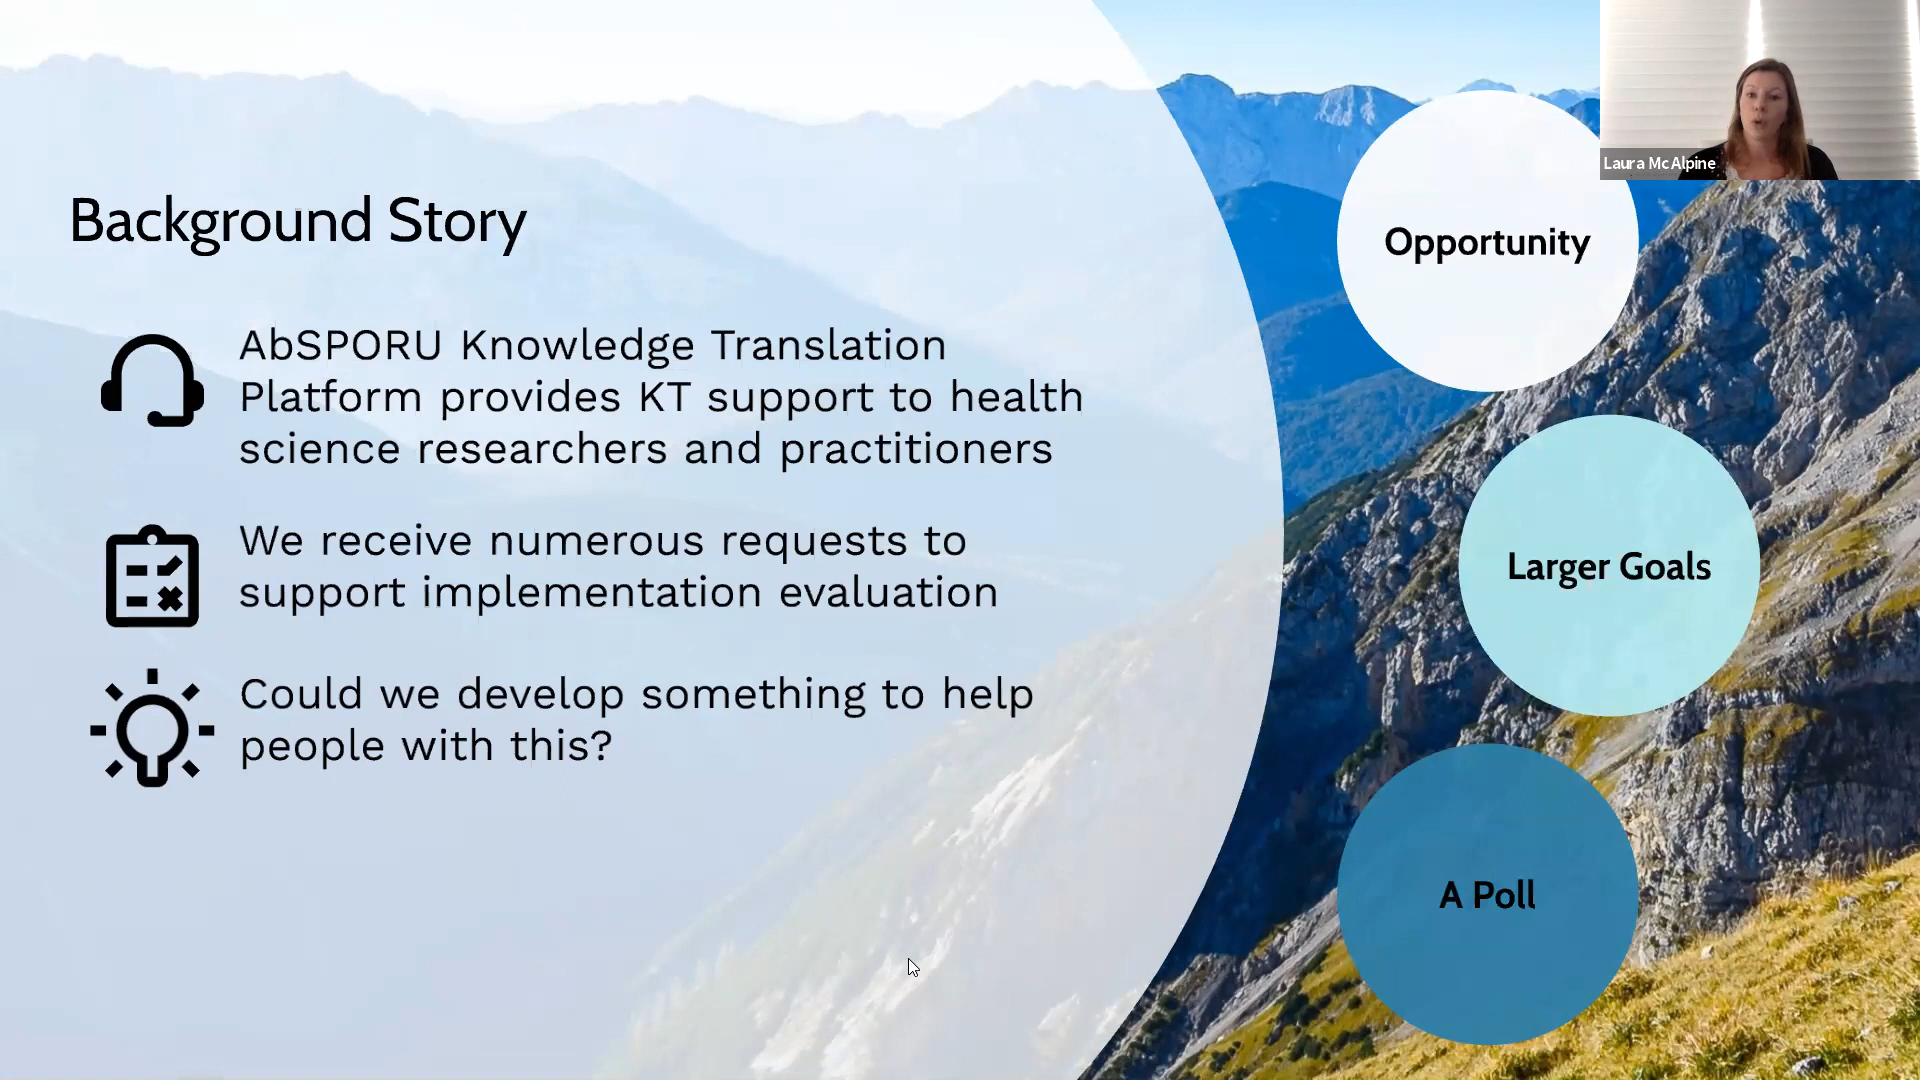 Background Story
AbSPORU Knowledge Translation
Platform provides KT support to health
science researchers and practitioners
We receive numerous requests to
support implementation evaluation
Could we develop something to help
people with this?
Opportunity
Larger Goals
A Poll
Laura McAlpine